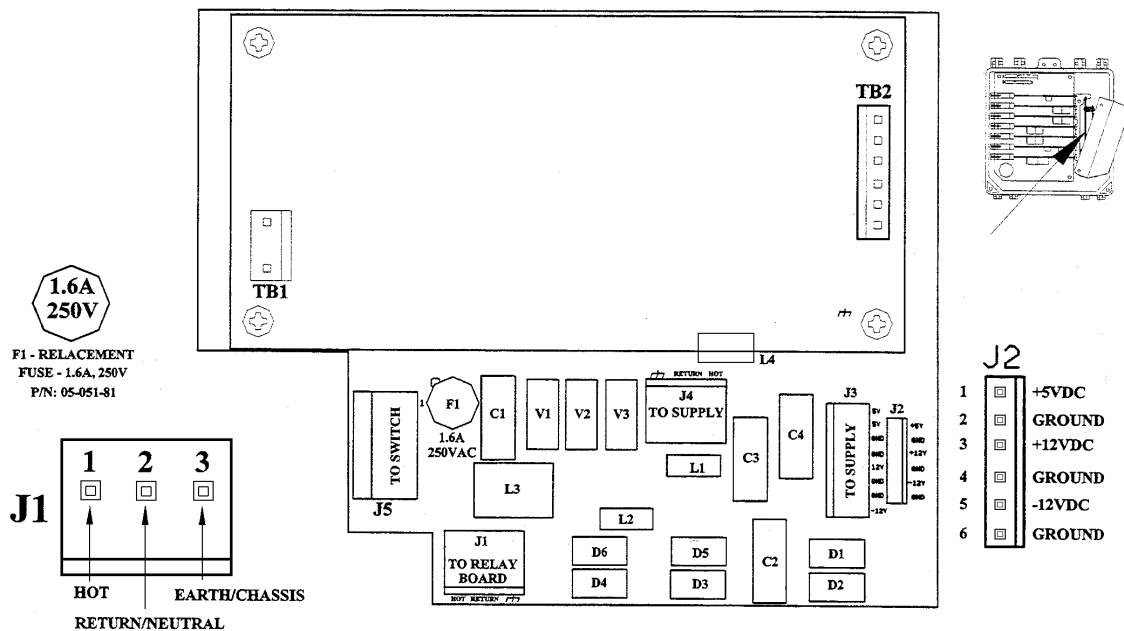 TB2
TB1
1.6A
250V
F1 - RELACEMENT
FUSE - 1.6A, 250V
P/N: 05-051-81
L4
RETURN HOT
J4
TO SUPPLY
1
F1
1.6A
250VAC
C1
V1
V2
V3
TO SWITCH
J5
L3
L1
L2
C3
C4
J3
TO SUPPLY
5V
5V
GND
GND
12V
GND
GND
-12V
J2
+5V
GND
+12V
GND
-12V
GND
J1
TO RELAY
BOARD
HOT RETURN
D6
D5
D4
D3
C2
D1
D2
J2
1 +5VDC
2 GROUND
3 +12VDC
4 GROUND
5 -12VDC
6 GROUND
J1
1 2 3
HOT
EARTH/CHASSIS
RETURN/NEUTRAL